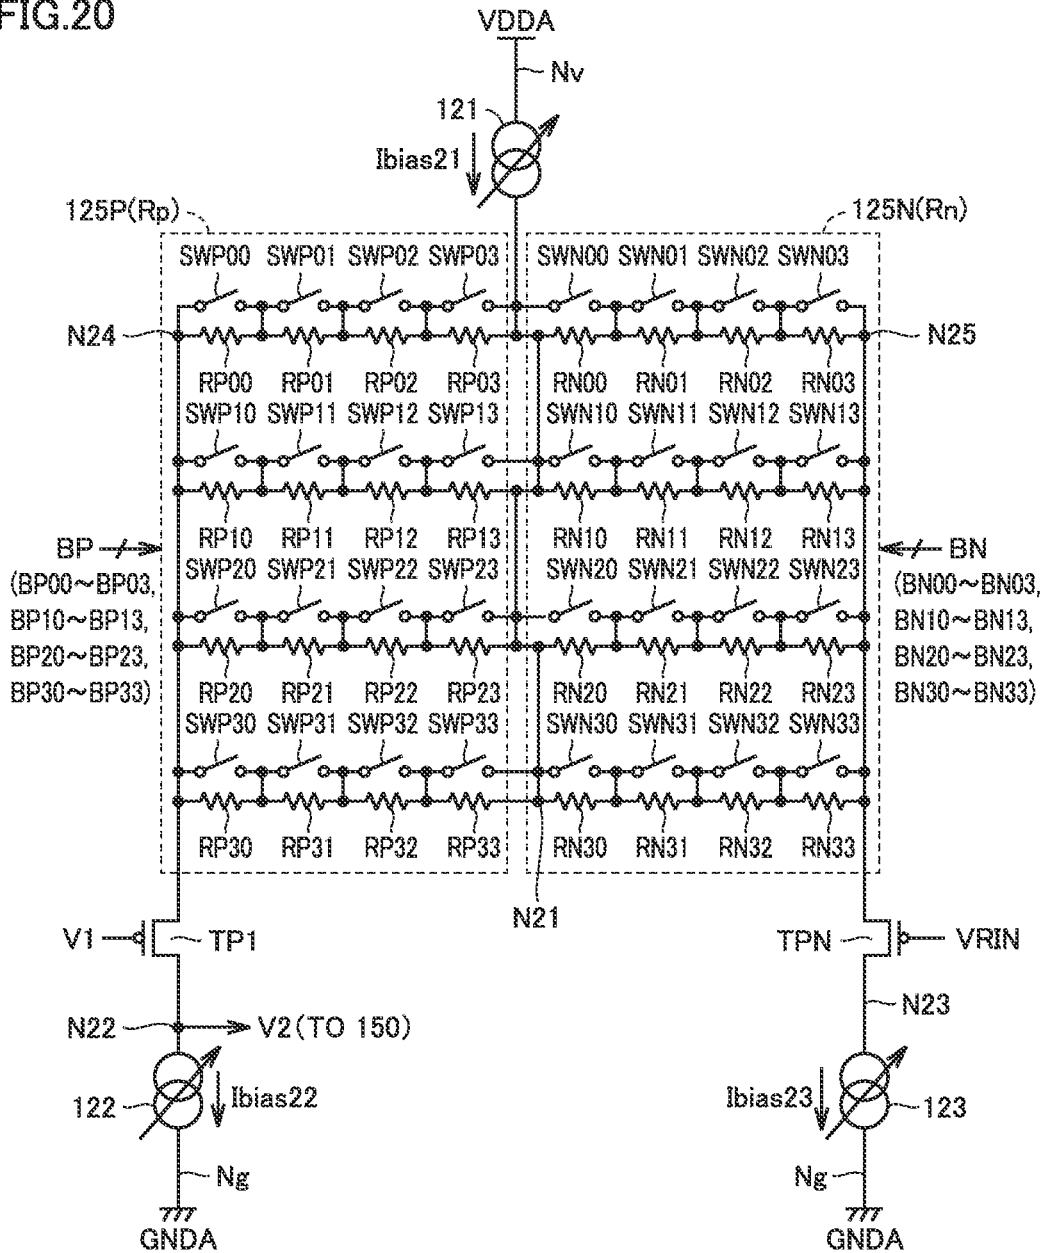 FIG.20
VDDA
Nv
121
Ibias21
125P(Rp)
125N(Rn)
SWP00 SWP01 SWP02 SWP03 SWN00 SWN01 SWN02 SWN03
N24
N25
RP00 RP01 RP02 RP03 RN00 RN01 RN02 RN03
SWP10 SWP11 SWP12 SWP13 SWN10 SWN11 SWN12 SWN13
RP10 RP11 RP12 RP13 RN10 RN11 RN12 RN13
BP
(BP00~BP03,
BP10~BP13,
BP20~BP23,
BP30~BP33)
BN
(BN00~BN03,
BN10~BN13,
BN20~BN23,
BN30~BN33)
SWP20 SWP21 SWP22 SWP23 SWN20 SWN21 SWN22 SWN23
RP20 RP21 RP22 RP23 RN20 RN21 RN22 RN23
SWP30 SWP31 SWP32 SWP33 SWN30 SWN31 SWN32 SWN33
RP30 RP31 RP32 RP33 RN30 RN31 RN32 RN33
N21
V1
TP1
TPN
VRIN
N22
V2(TO 150)
N23
122
Ibias22
Ibias23
123
Ng
Ng
GNDA
GNDA